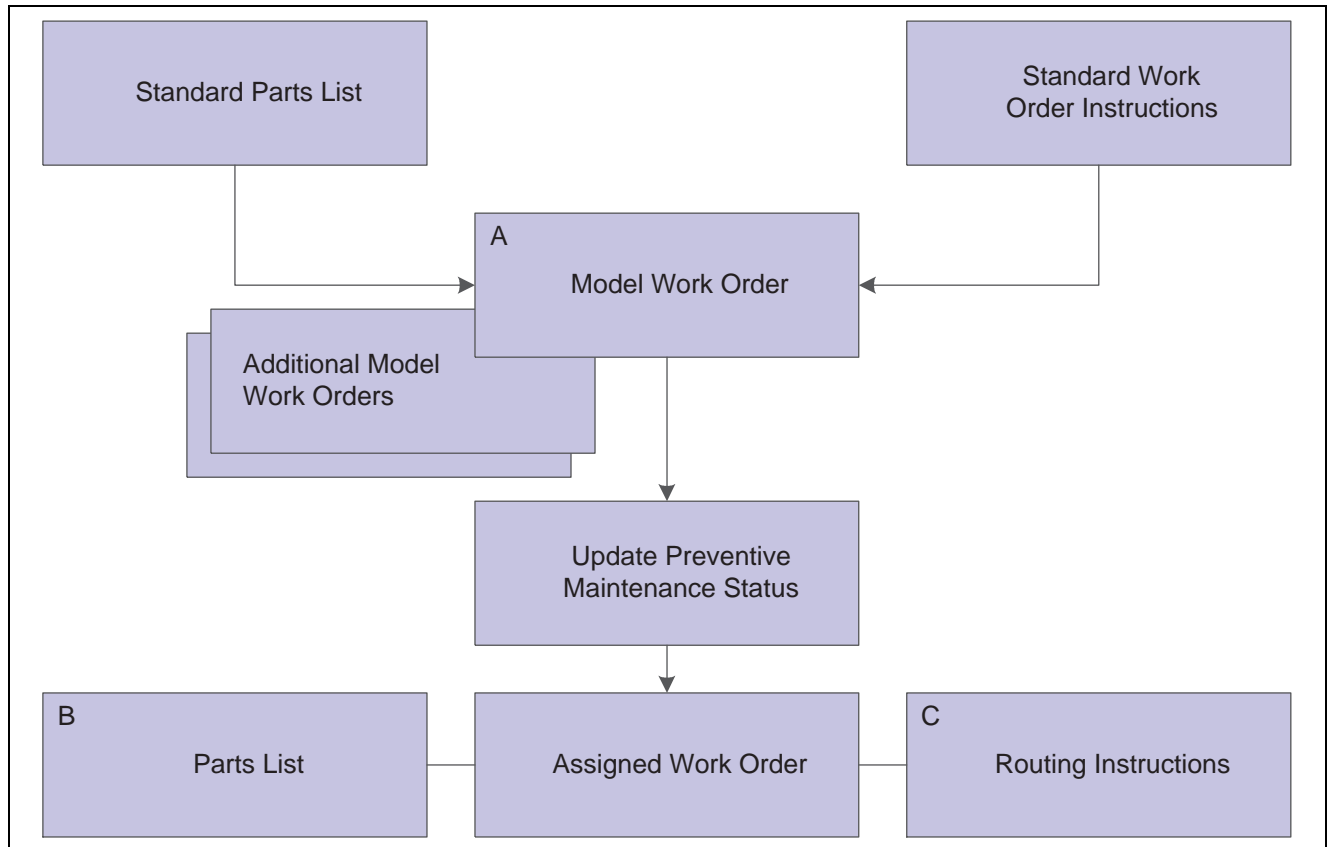 Standard Parts List
Standard Work
Order Instructions
A
Model Work Order
Additional Model
Work Orders
Update Preventive
Maintenance Status
B
Parts List
Assigned Work Order
C
Routing Instructions